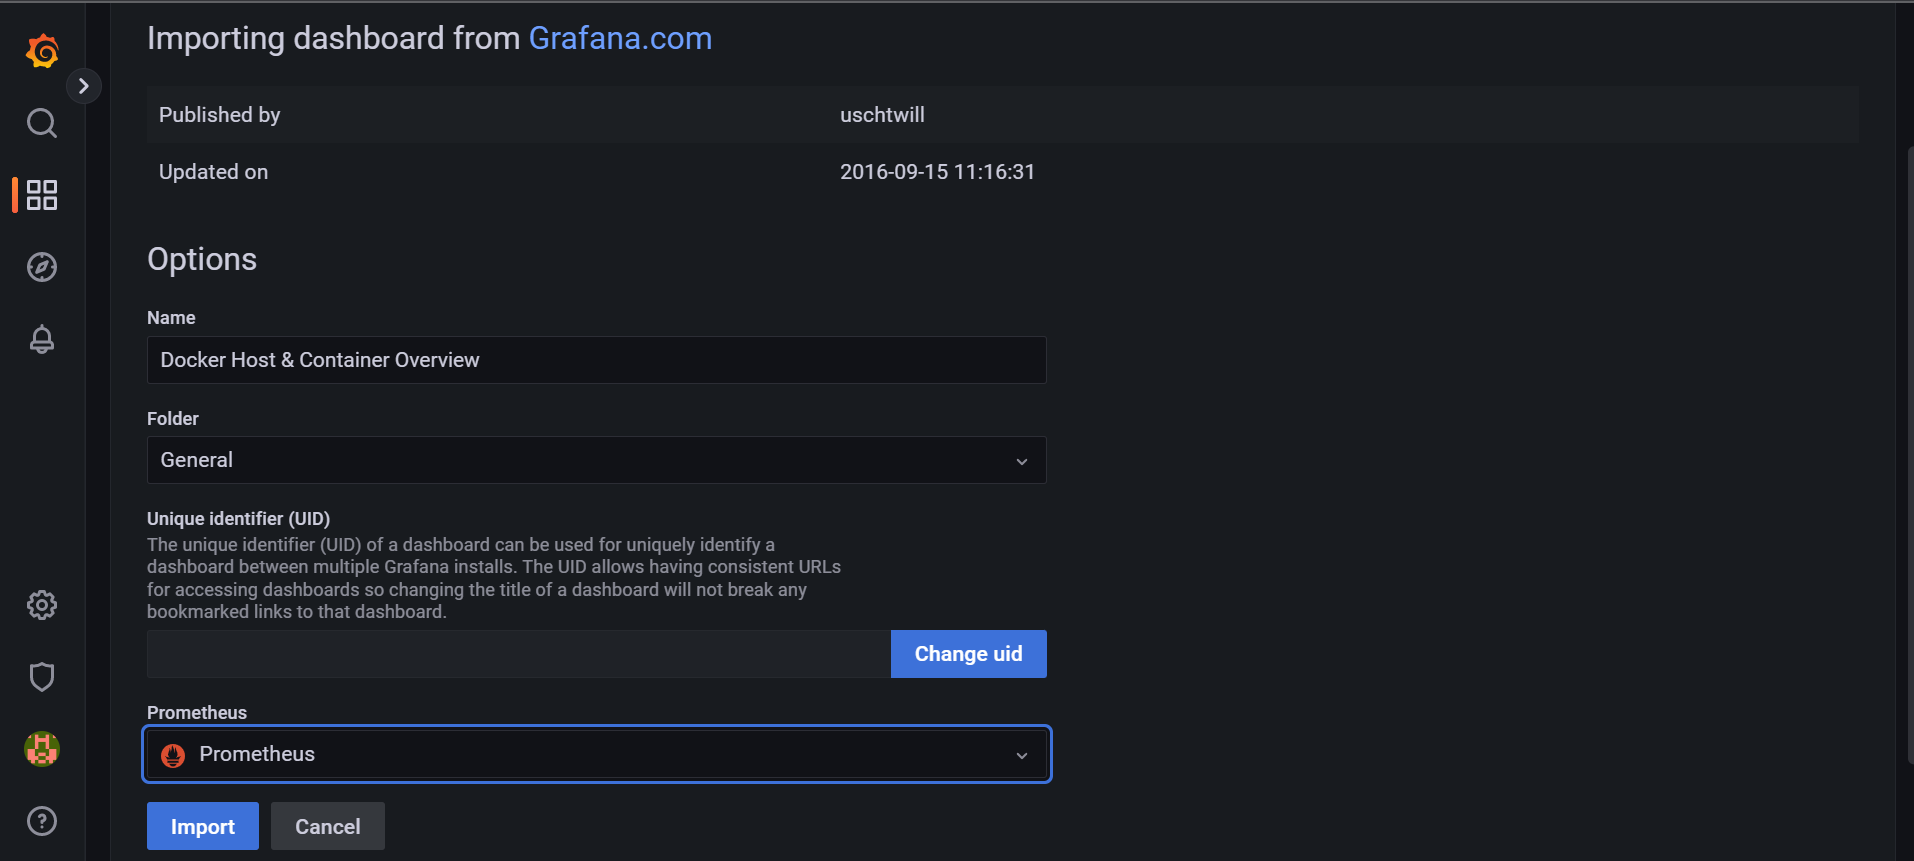 Importing dashboard from Grafana.com
Published by uschtwill
Updated on 2016-09-15 11:16:31
Options
Name
Docker Host & Container Overview
Folder
General
Unique identifier (UID)
The unique identifier (UID) of a dashboard can be used for uniquely identify a
dashboard between multiple Grafana installs. The UID allows having consistent URLs
for accessing dashboards so changing the title of a dashboard will not break any
bookmarked links to that dashboard.
Change uid
Prometheus
Prometheus
Import Cancel